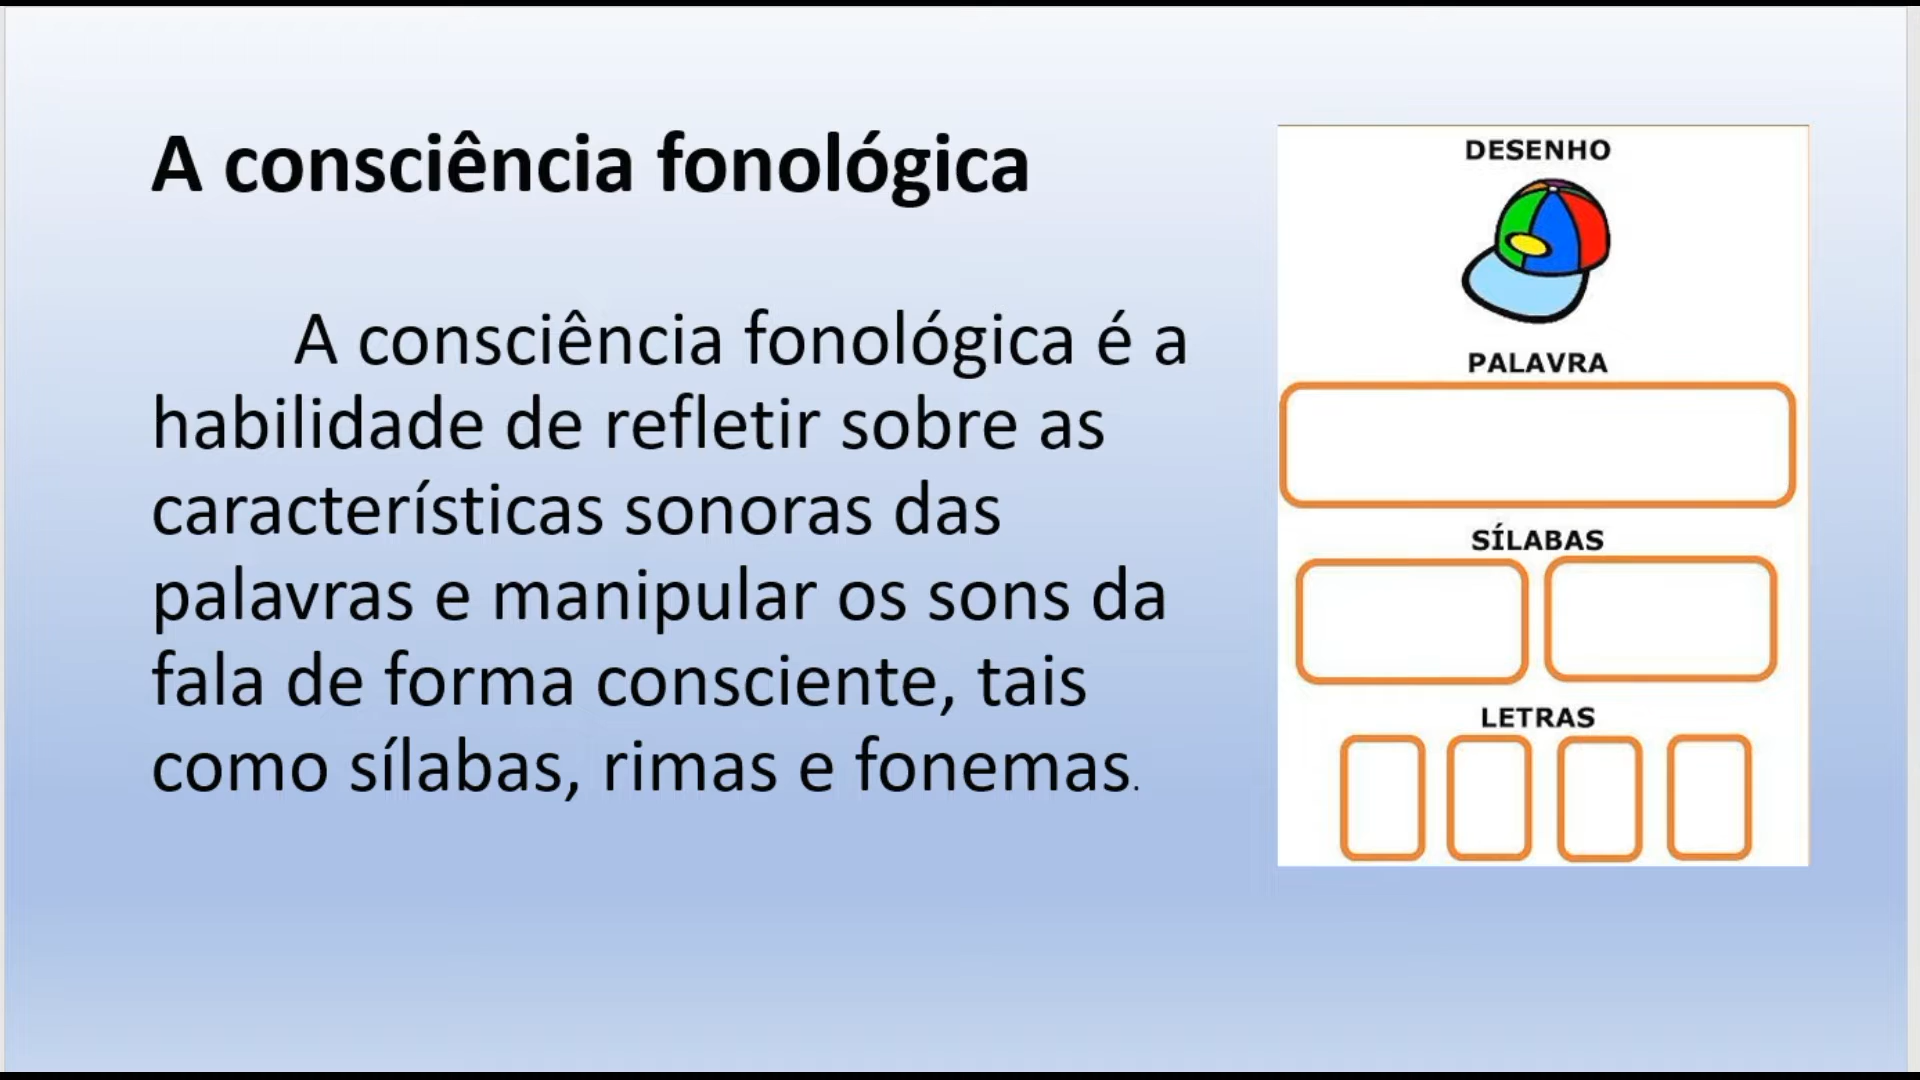 A consciência fonológica
A consciência fonológica é a
habilidade de refletir sobre as
características sonoras das
palavras e manipular os sons da
fala de forma consciente, tais
como sílabas, rimas e fonemas.
DESENHO
PALAVRA
SÍLABAS
LETRAS